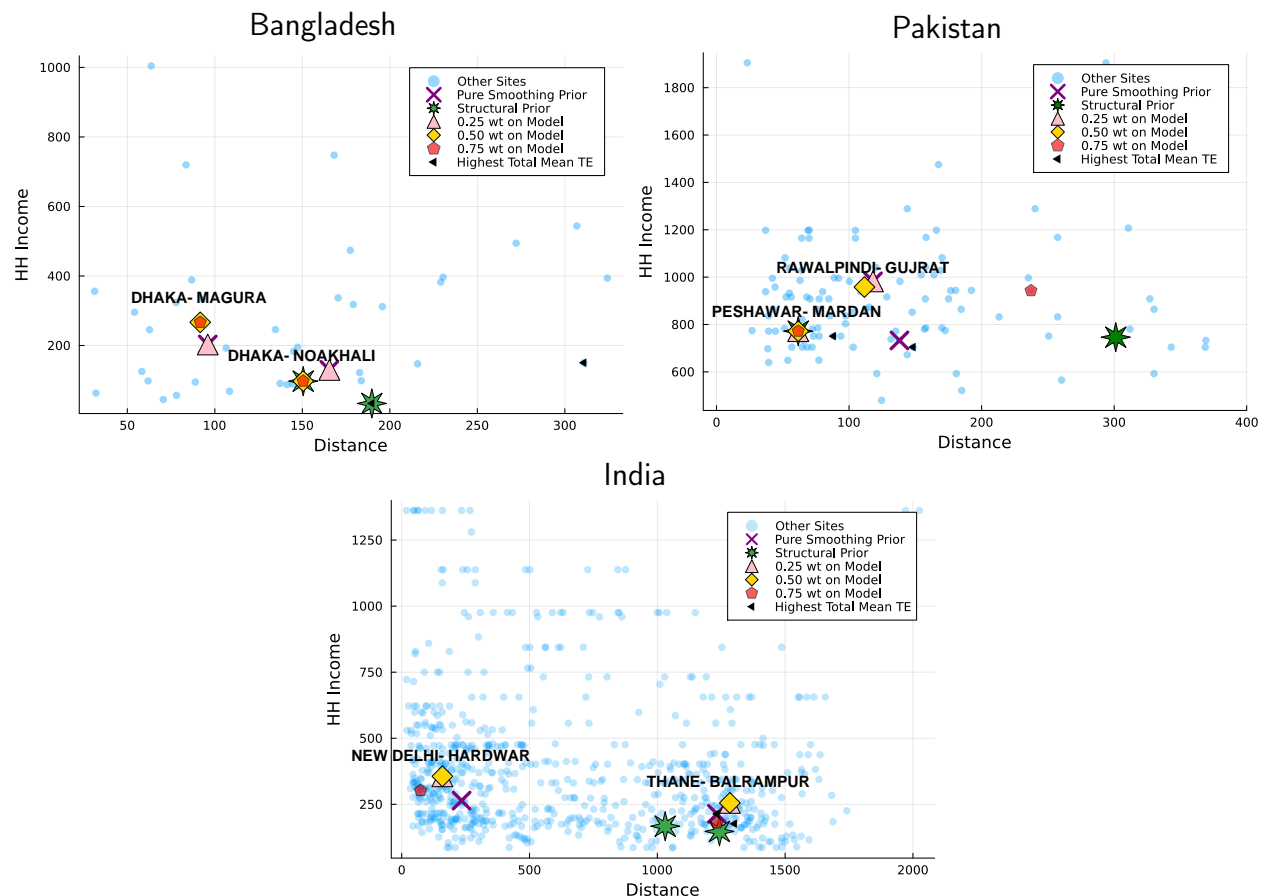 Bangladesh
1000
800
600
400
200
50
100
150
200
250
300
HH Income
Distance
Other Sites
Pure Smoothing Prior
Structural Prior
0.25 wt on Model
0.50 wt on Model
0.75 wt on Model
Highest Total Mean TE
DHAKA- MAGURA
DHAKA- NOAKHALI
Pakistan
1800
1600
1400
1200
1000
800
600
0
100
200
300
400
HH Income
Distance
Other Sites
Pure Smoothing Prior
Structural Prior
0.25 wt on Model
0.50 wt on Model
0.75 wt on Model
Highest Total Mean TE
RAWALPINDI- GUJRAT
PESHAWAR- MARDAN
India
1250
1000
750
500
250
0
500
1000
1500
2000
HH Income
Distance
Other Sites
Pure Smoothing Prior
Structural Prior
0.25 wt on Model
0.50 wt on Model
0.75 wt on Model
Highest Total Mean TE
NEW DELHI- HARDWAR
THANE- BALRAMPUR